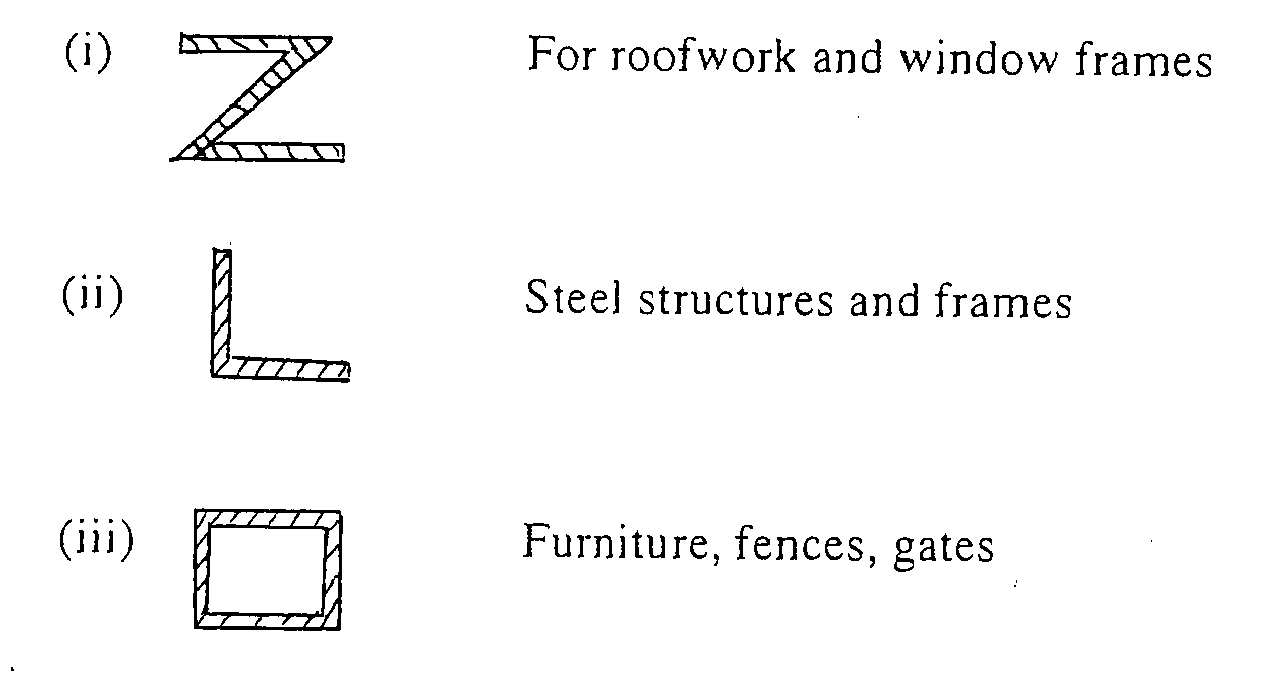 (i) For roofwork and window frames
(ii) Steel structures and frames
(iii) Furniture, fences, gates